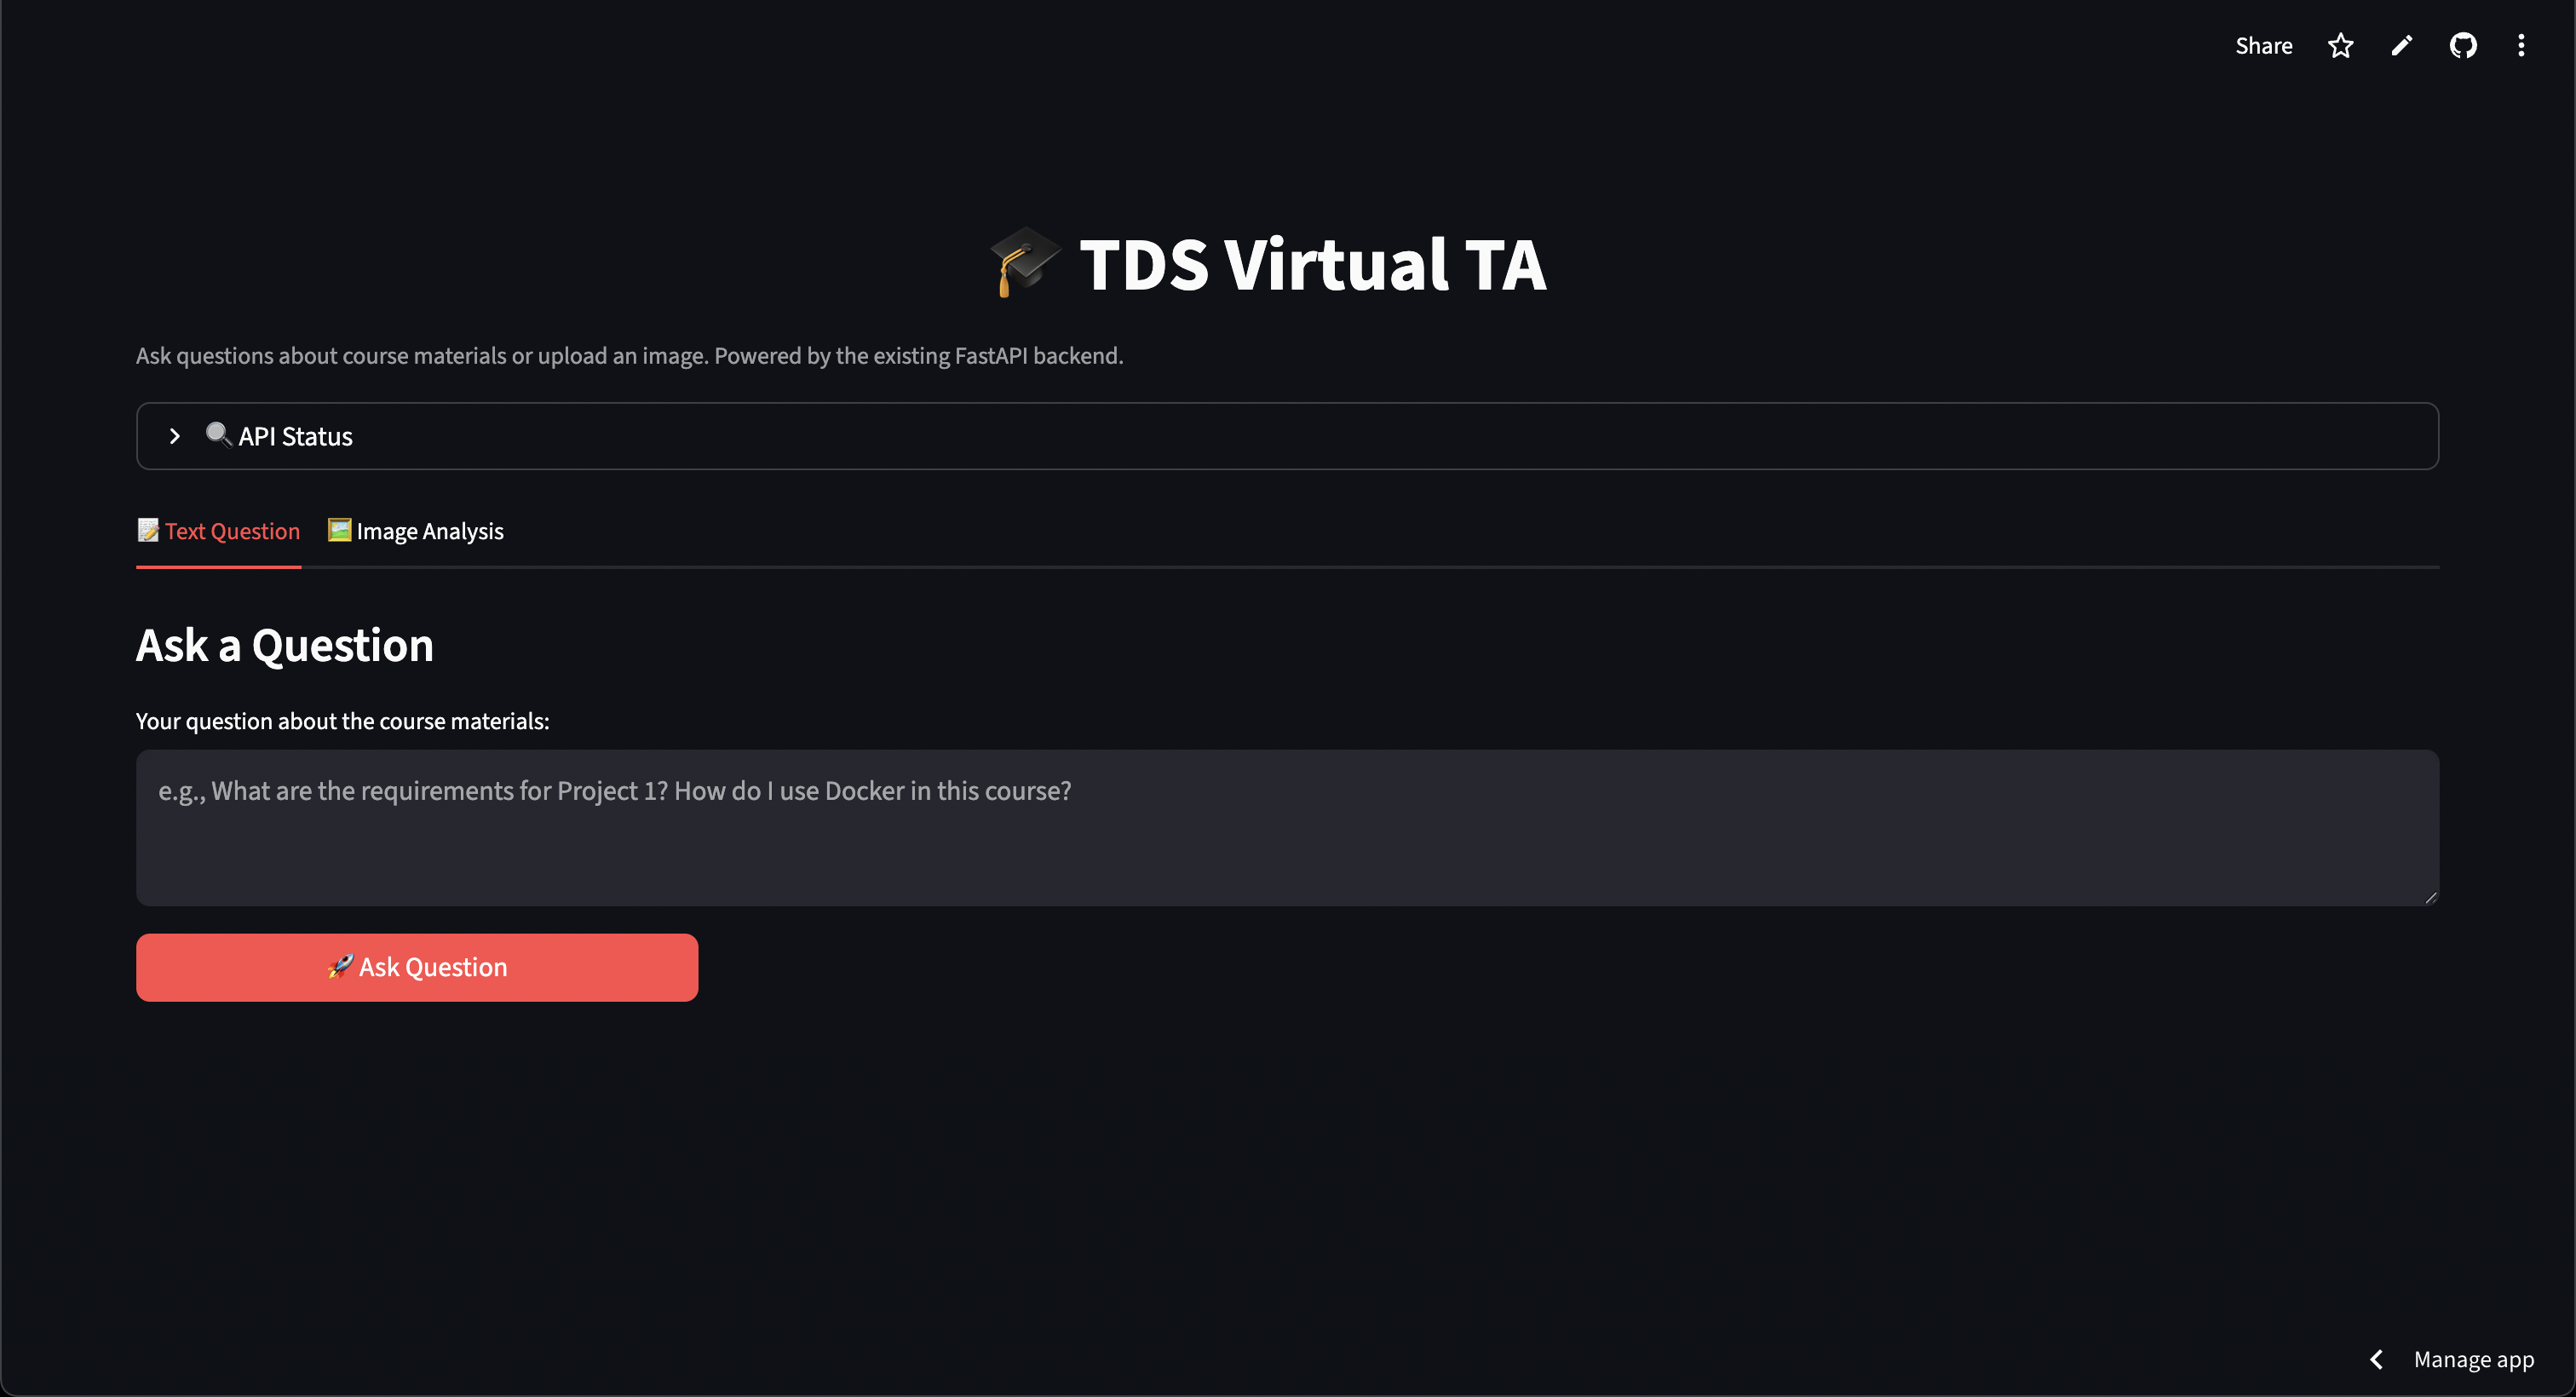 Share
🎓 TDS Virtual TA
Ask questions about course materials or upload an image. Powered by the existing FastAPI backend.
🔍 API Status
📝 Text Question 🖼️ Image Analysis
Ask a Question
Your question about the course materials:
e.g., What are the requirements for Project 1? How do I use Docker in this course?
🚀 Ask Question
Manage app